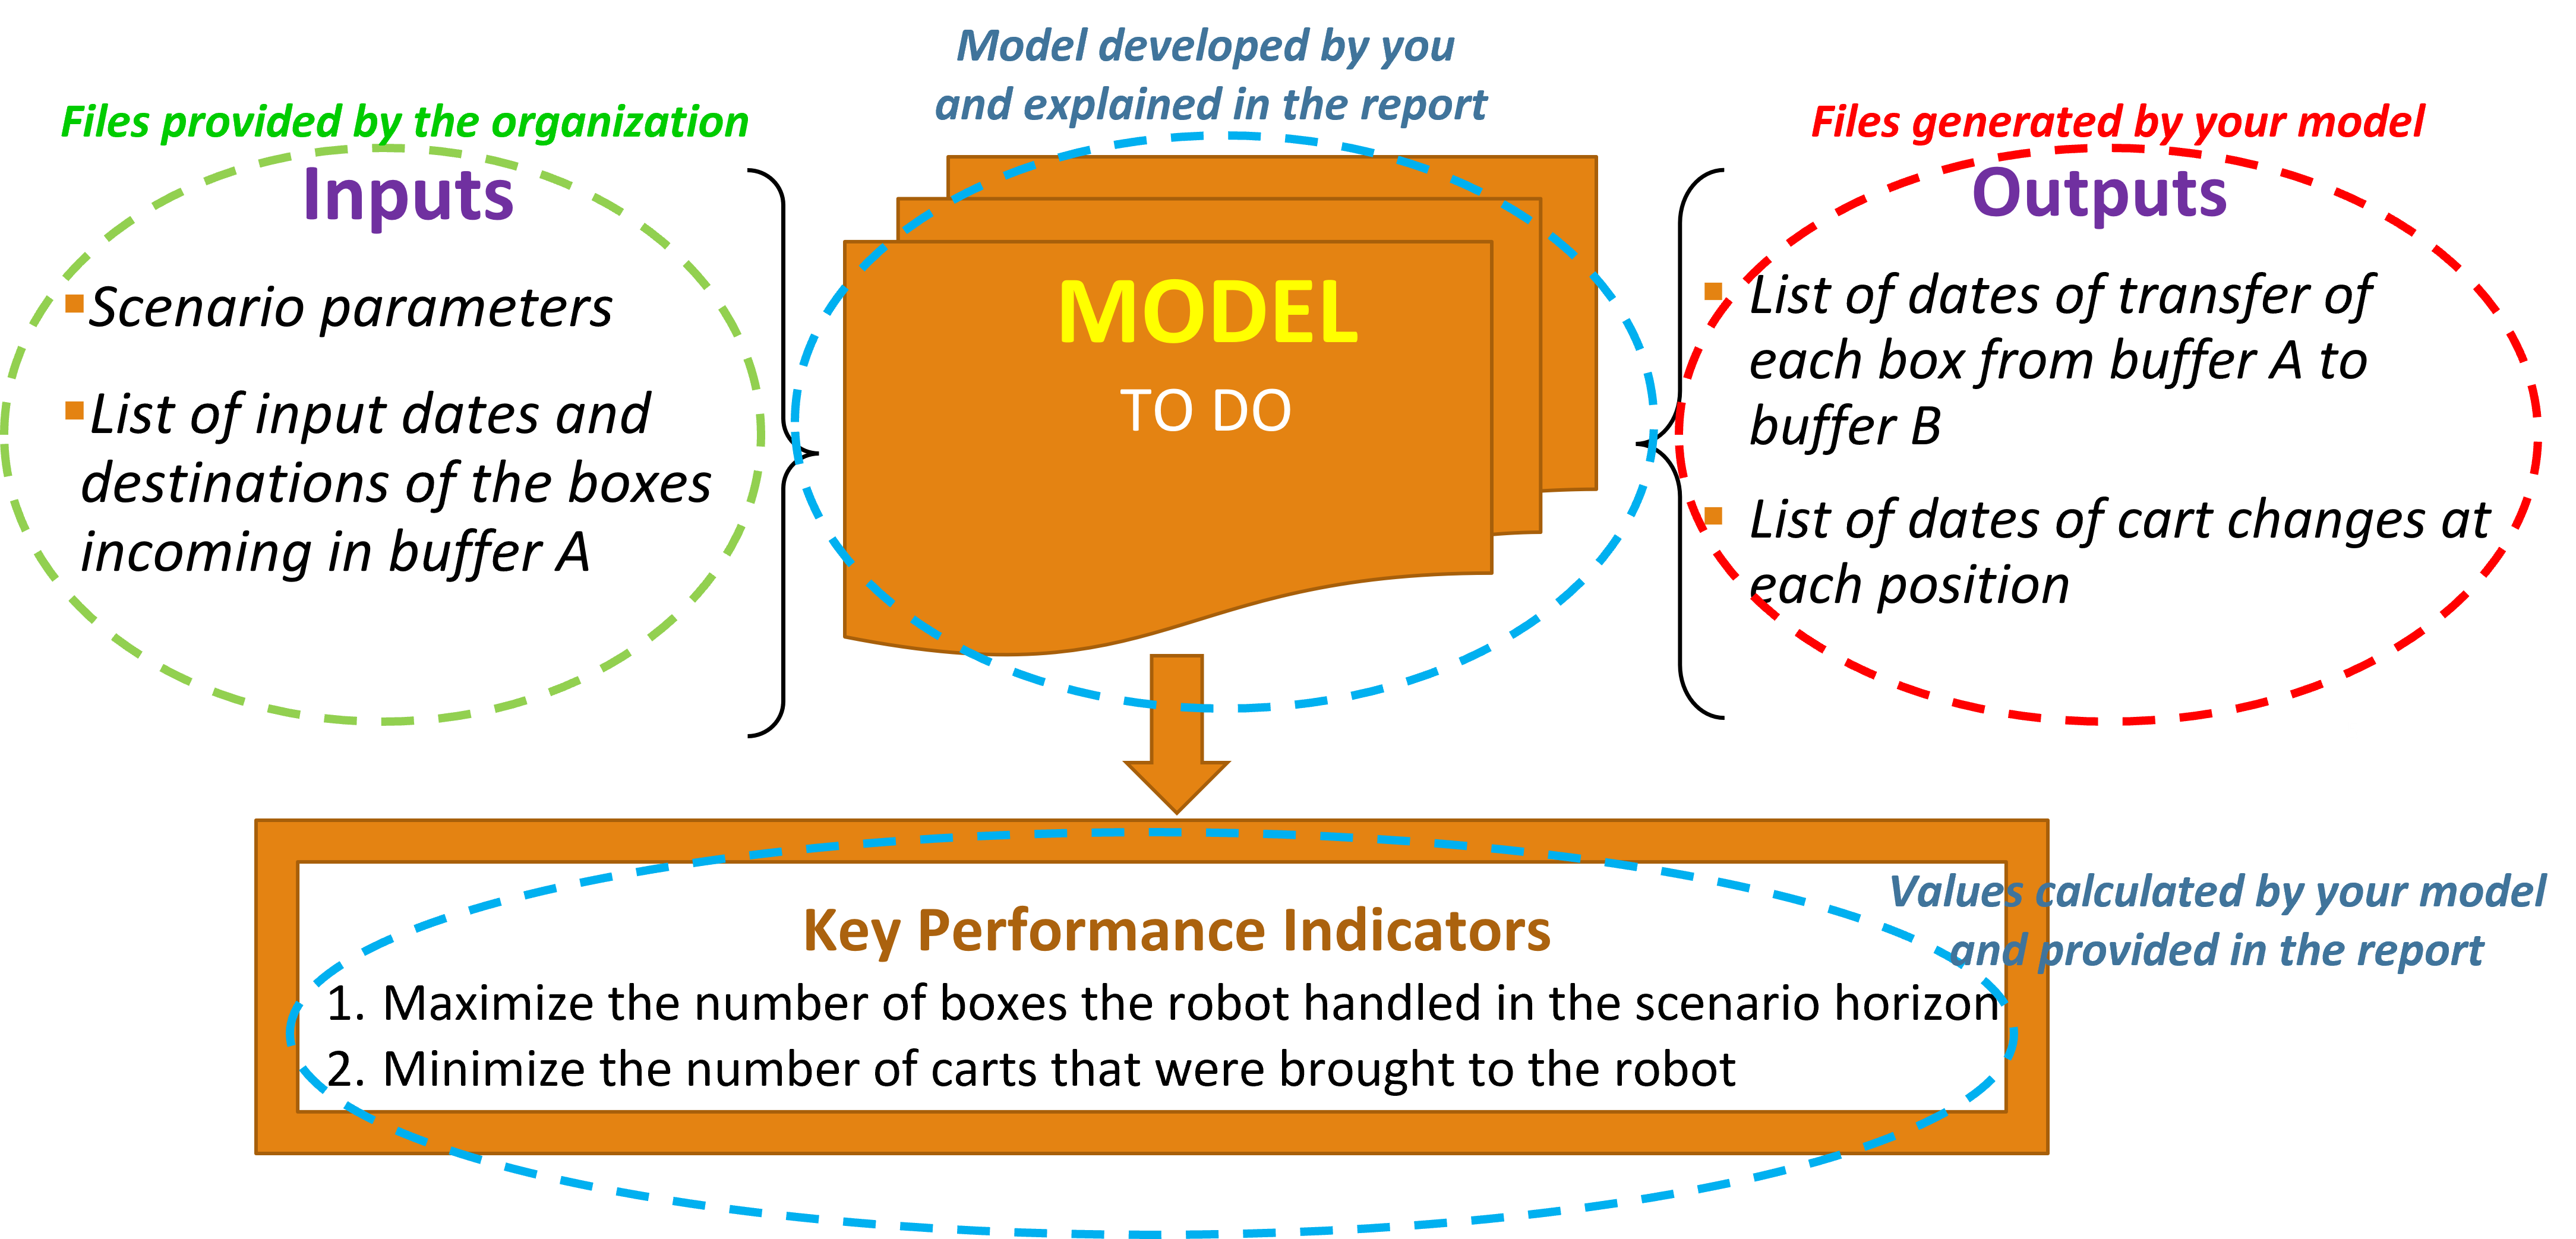 Model developed by you
and explained in the report
Files provided by the organization
Files generated by your model
Inputs
Scenario parameters
List of input dates and
destinations of the boxes
incoming in buffer A
MODEL
TO DO
Outputs
List of dates of transfer of
each box from buffer A to
buffer B
List of dates of cart changes at
each position
Values calculated by your model
and provided in the report
Key Performance Indicators
1. Maximize the number of boxes the robot handled in the scenario horizon
2. Minimize the number of carts that were brought to the robot